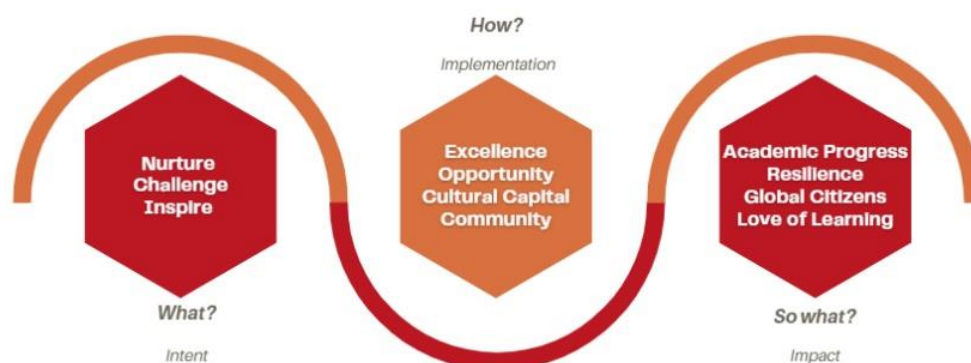 How?
Implementation
Nurture
Challenge
Inspire
What?
Intent
Excellence
Opportunity
Cultural Capital
Community
Academic Progress
Resilience
Global Citizens
Love of Learning
So what?
Impact